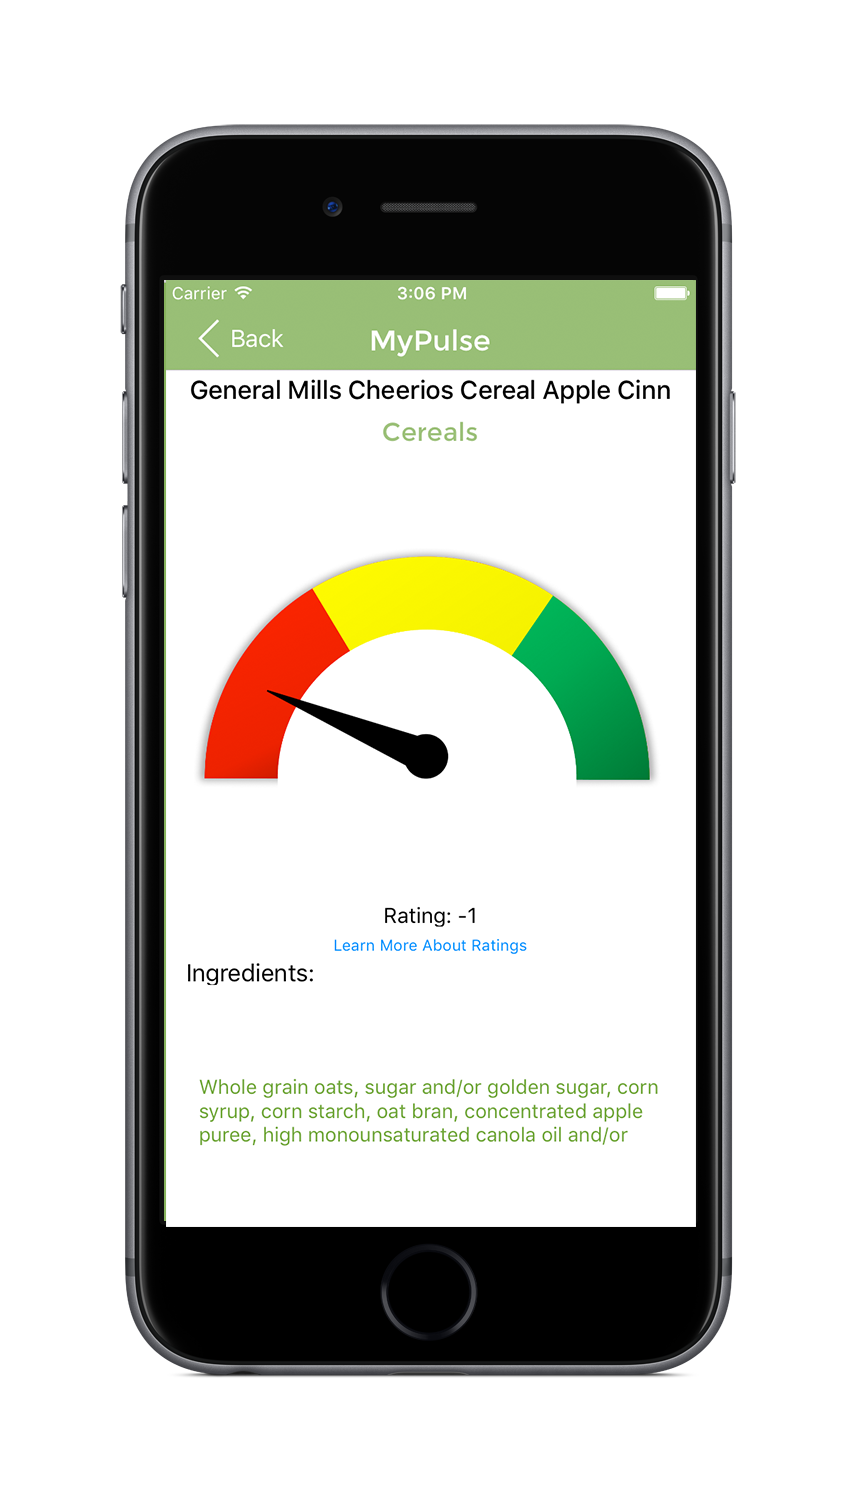 Carrier 3:06 PM
Back MyPulse
General Mills Cheerios Cereal Apple Cinn
Cereals
Rating: -1
Learn More About Ratings
Ingredients:
Whole grain oats, sugar and/or golden sugar, corn
syrup, corn starch, oat bran, concentrated apple
puree, high monounsaturated canola oil and/or